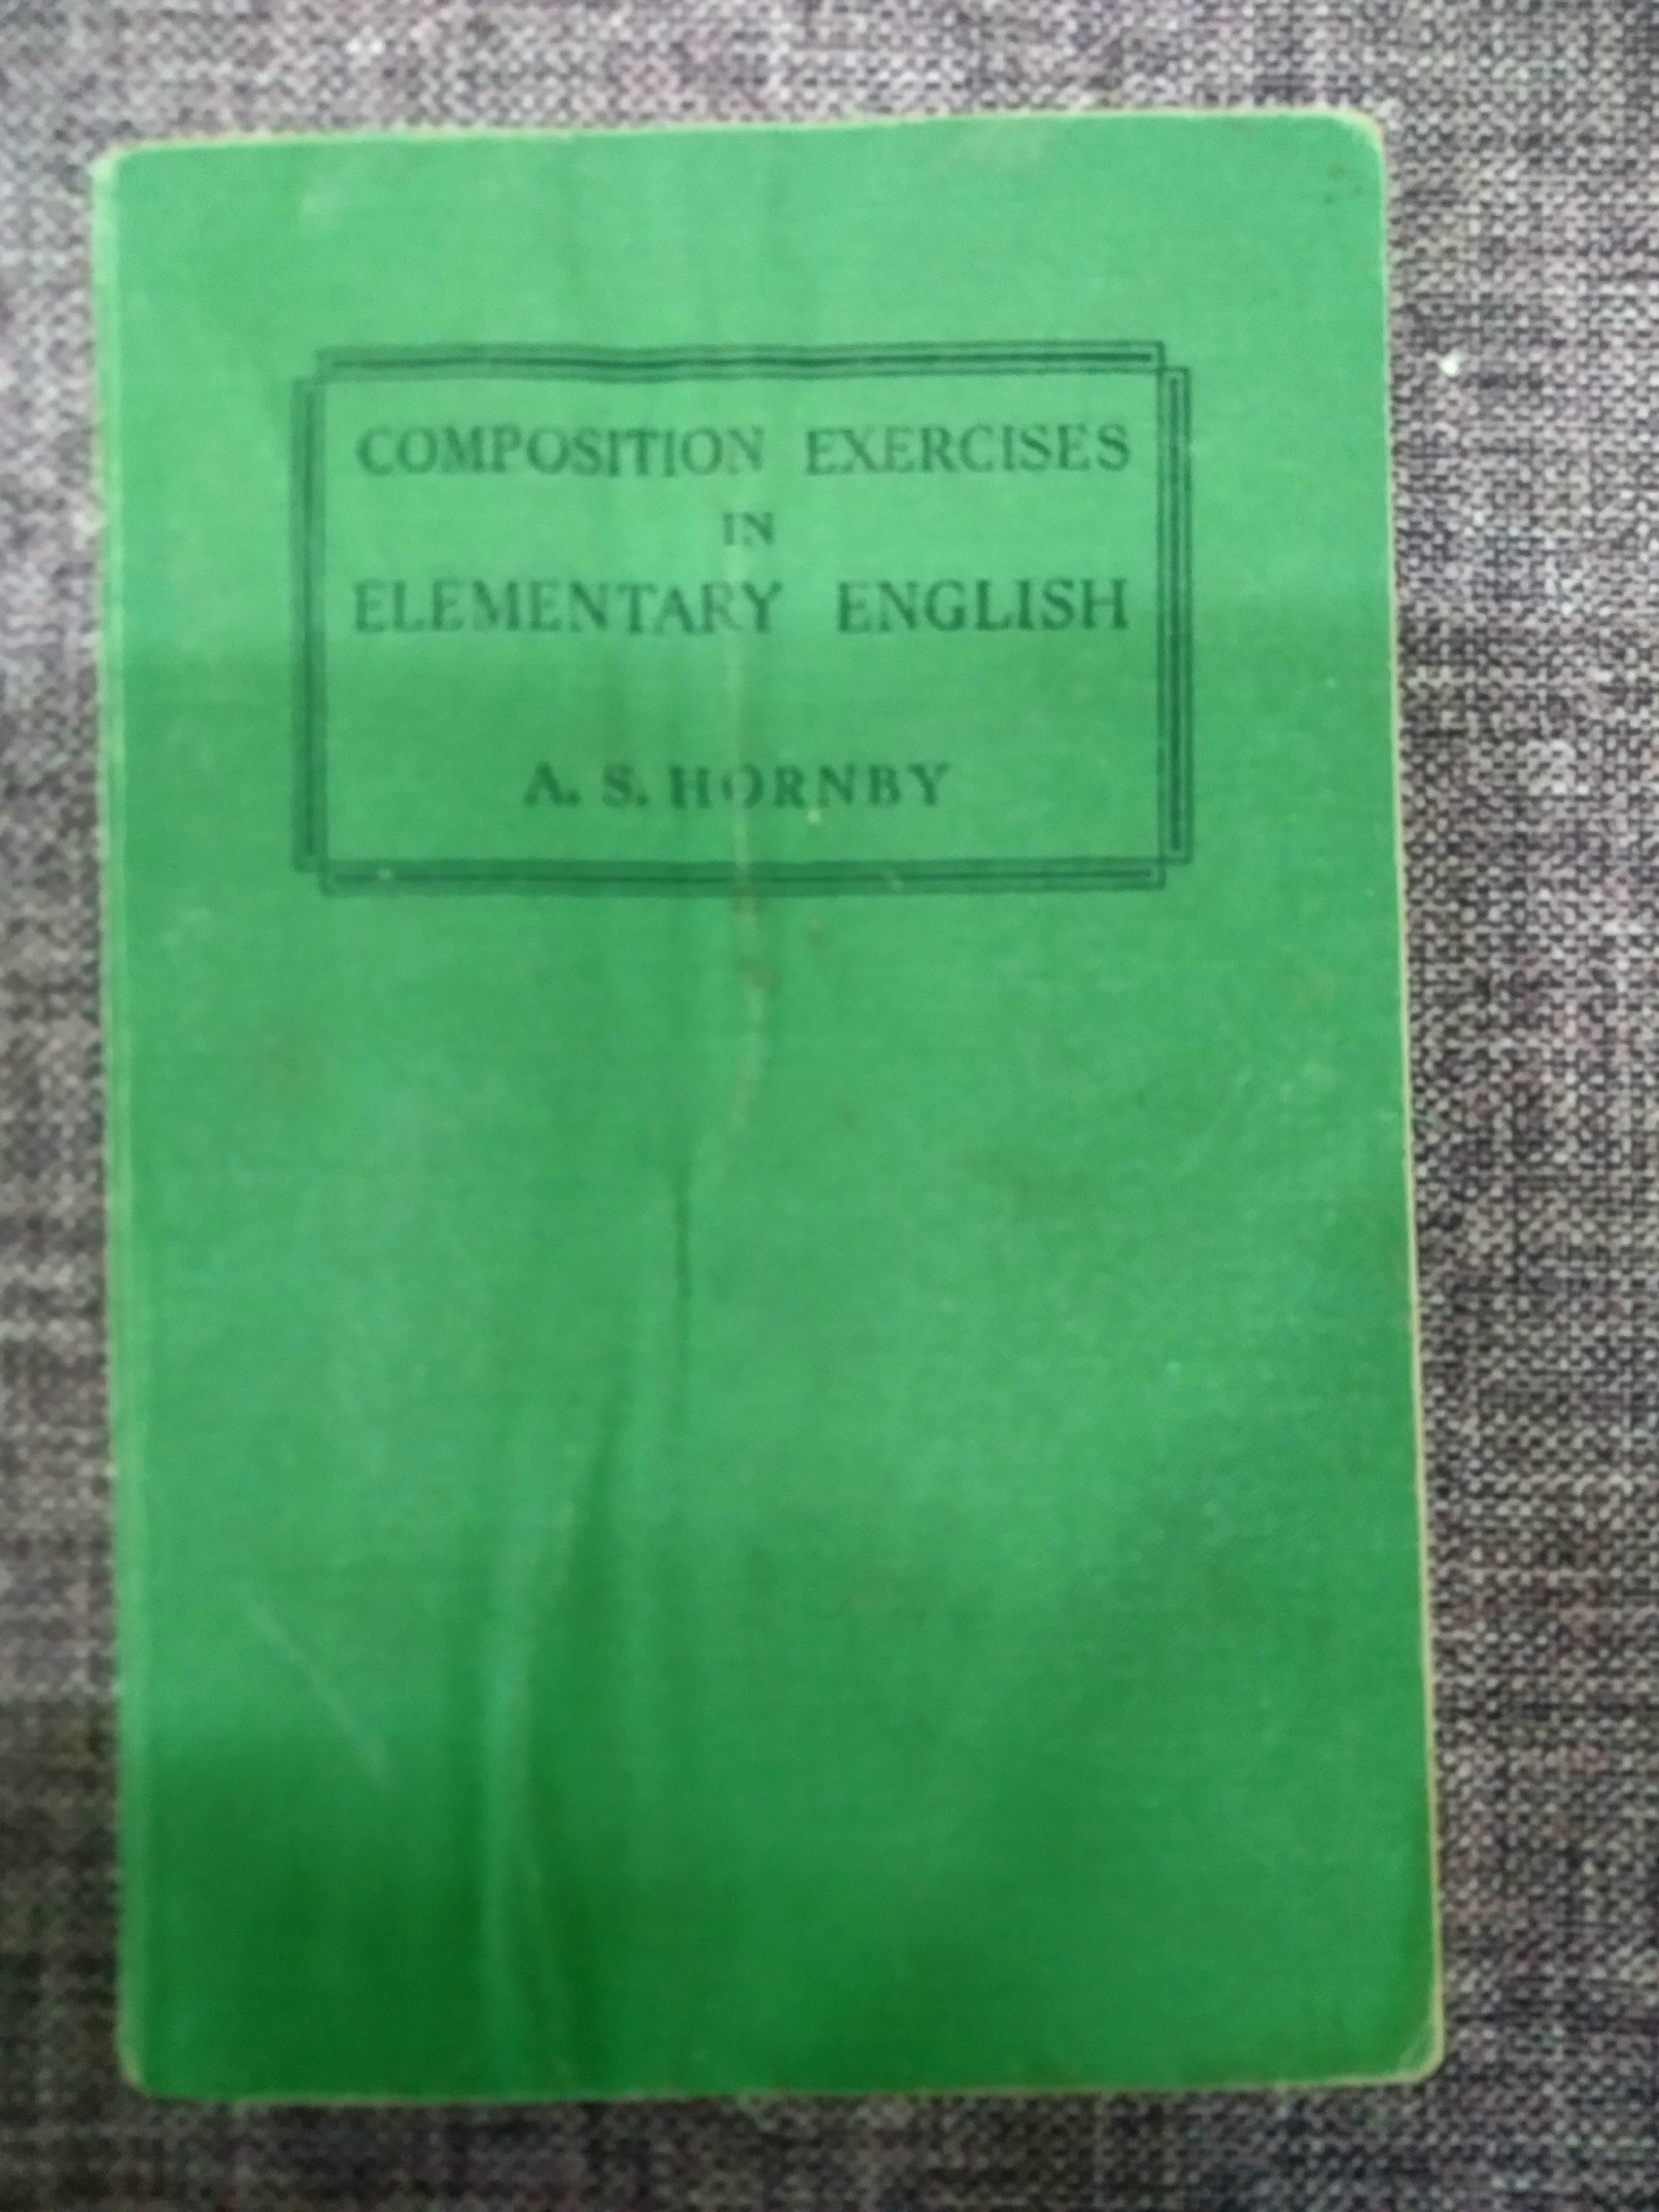 COMPOSITION EXERCISES
IN
ELEMENTARY ENGLISH
A. S. HORNBY